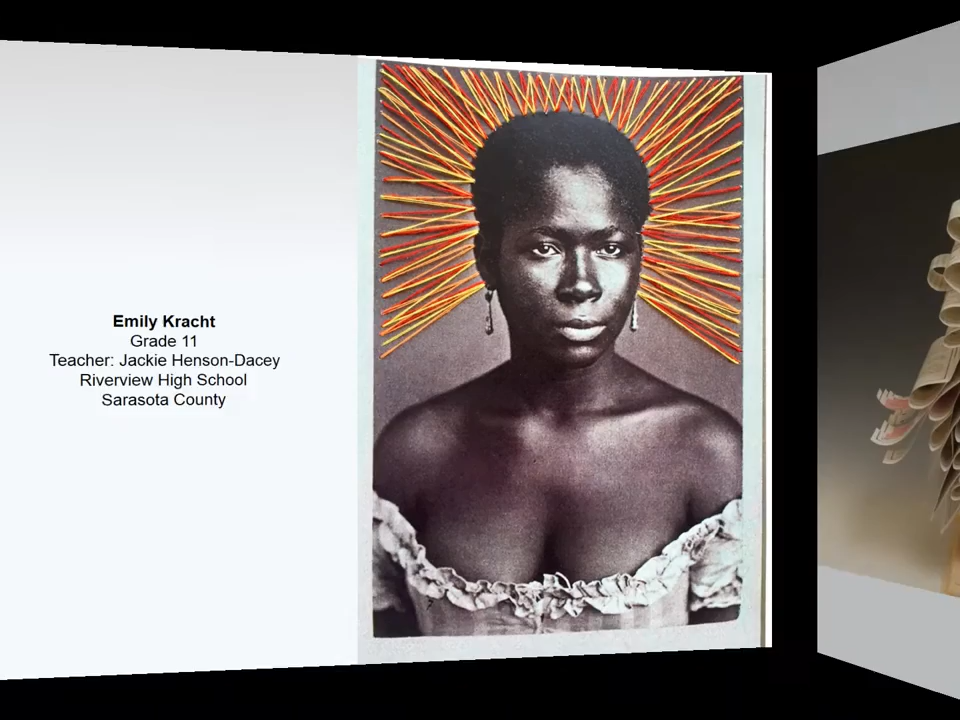 Emily Kracht
Grade 11
Teacher: Jackie Henson-Dacey
Riverview High School
Sarasota County